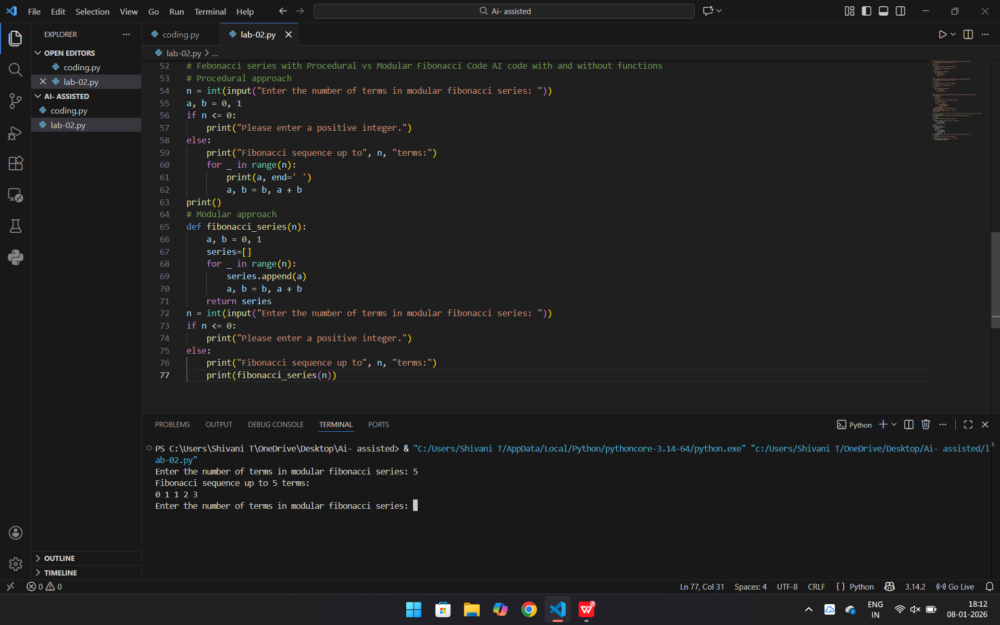 File Edit Selection View Go Run Terminal Help
Ai- assisted
EXPLORER
OPEN EDITORS
coding.py
lab-02.py
AI- ASSISTED
coding.py
lab-02.py
OUTLINE
TIMELINE
coding.py
lab-02.py
lab-02.py > ...
52 # Febonacci series with Procedural vs Modular Fibonacci Code AI code with and without functions
53 # Procedural approach
54 n = int(input("Enter the number of terms in modular fibonacci series: "))
55 a, b = 0, 1
56 if n <= 0:
57 print("Please enter a positive integer.")
58 else:
59 print("Fibonacci sequence up to", n, "terms:")
60 for _ in range(n):
61 print(a, end=' ')
62 a, b = b, a + b
63 print()
64 # Modular approach
65 def fibonacci_series(n):
66 a, b = 0, 1
67 series=[]
68 for _ in range(n):
69 series.append(a)
70 a, b = b, a + b
71 return series
72 n = int(input("Enter the number of terms in modular fibonacci series: "))
73 if n <= 0:
74 print("Please enter a positive integer.")
75 else:
76 print("Fibonacci sequence up to", n, "terms:")
77 print(fibonacci_series(n))
PROBLEMS OUTPUT DEBUG CONSOLE TERMINAL PORTS
Python
PS C:\Users\Shivani T\OneDrive\Desktop\Ai- assisted> & "C:/Users/Shivani T/AppData/Local/Python/pythoncore-3.14-64/python.exe" "c:/Users/Shivani T/OneDrive/Desktop/Ai- assisted/l
ab-02.py"
Enter the number of terms in modular fibonacci series: 5
Fibonacci sequence up to 5 terms:
0 1 1 2 3
Enter the number of terms in modular fibonacci series:
0 0
Ln 77, Col 31 Spaces: 4 UTF-8 CRLF { } Python 3.14.2 Go Live
ENG
IN
18:12
08-01-2026